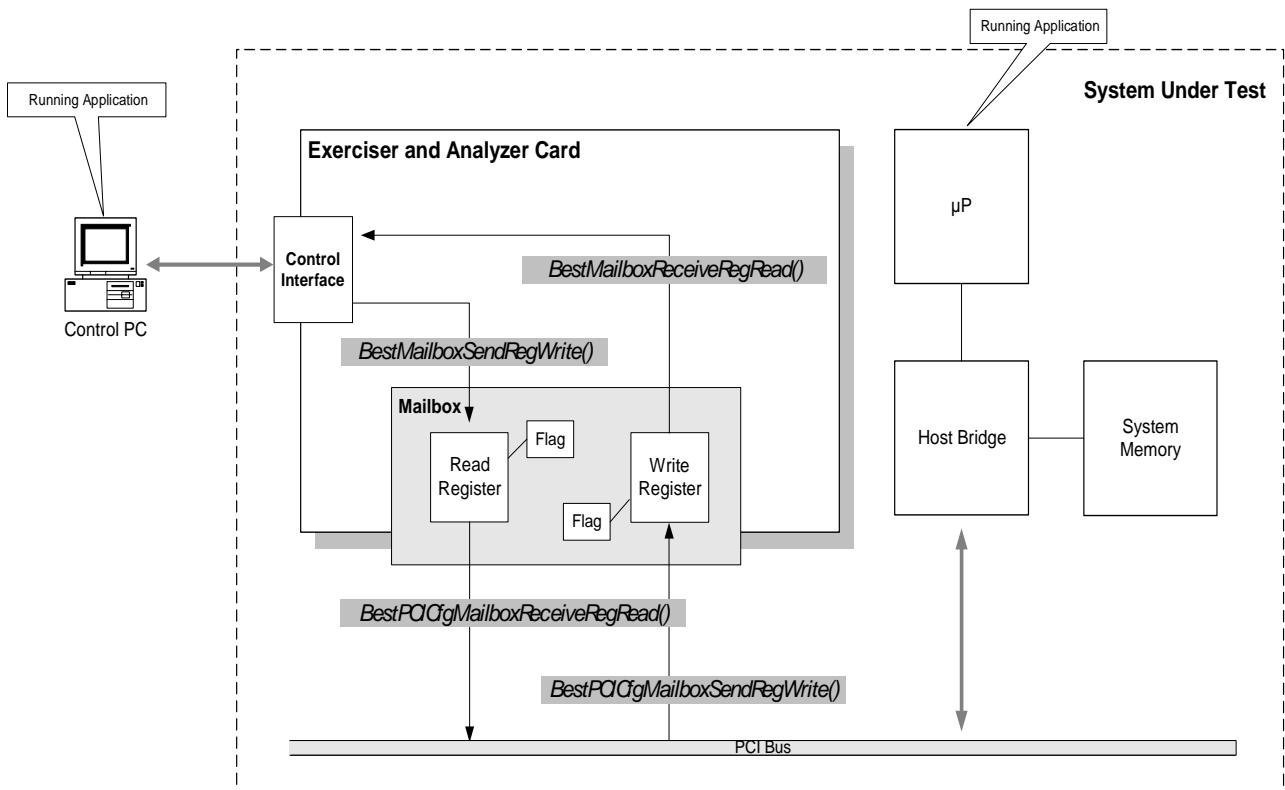 Running Application
System Under Test
Running Application
Exerciser and Analyzer Card
µP
Control
Interface
BestMailboxReceiveRegRead()
Control PC
BestMailboxSendRegWrite()
Mailbox
Flag
Read
Register
Write
Register
Flag
Host Bridge
System
Memory
BestPCICfgMailboxReceiveRegRead()
BestPCICfgMailboxSendRegWrite()
PCI Bus